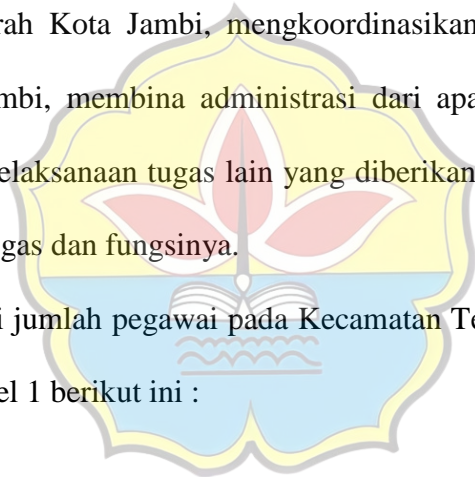 rah Kota Jambi, mengkoordinasikan
mbi, membina administrasi dari apa
elaksanaan tugas lain yang diberikan
gas dan fungsinya.
i jumlah pegawai pada Kecamatan Te
el 1 berikut ini :